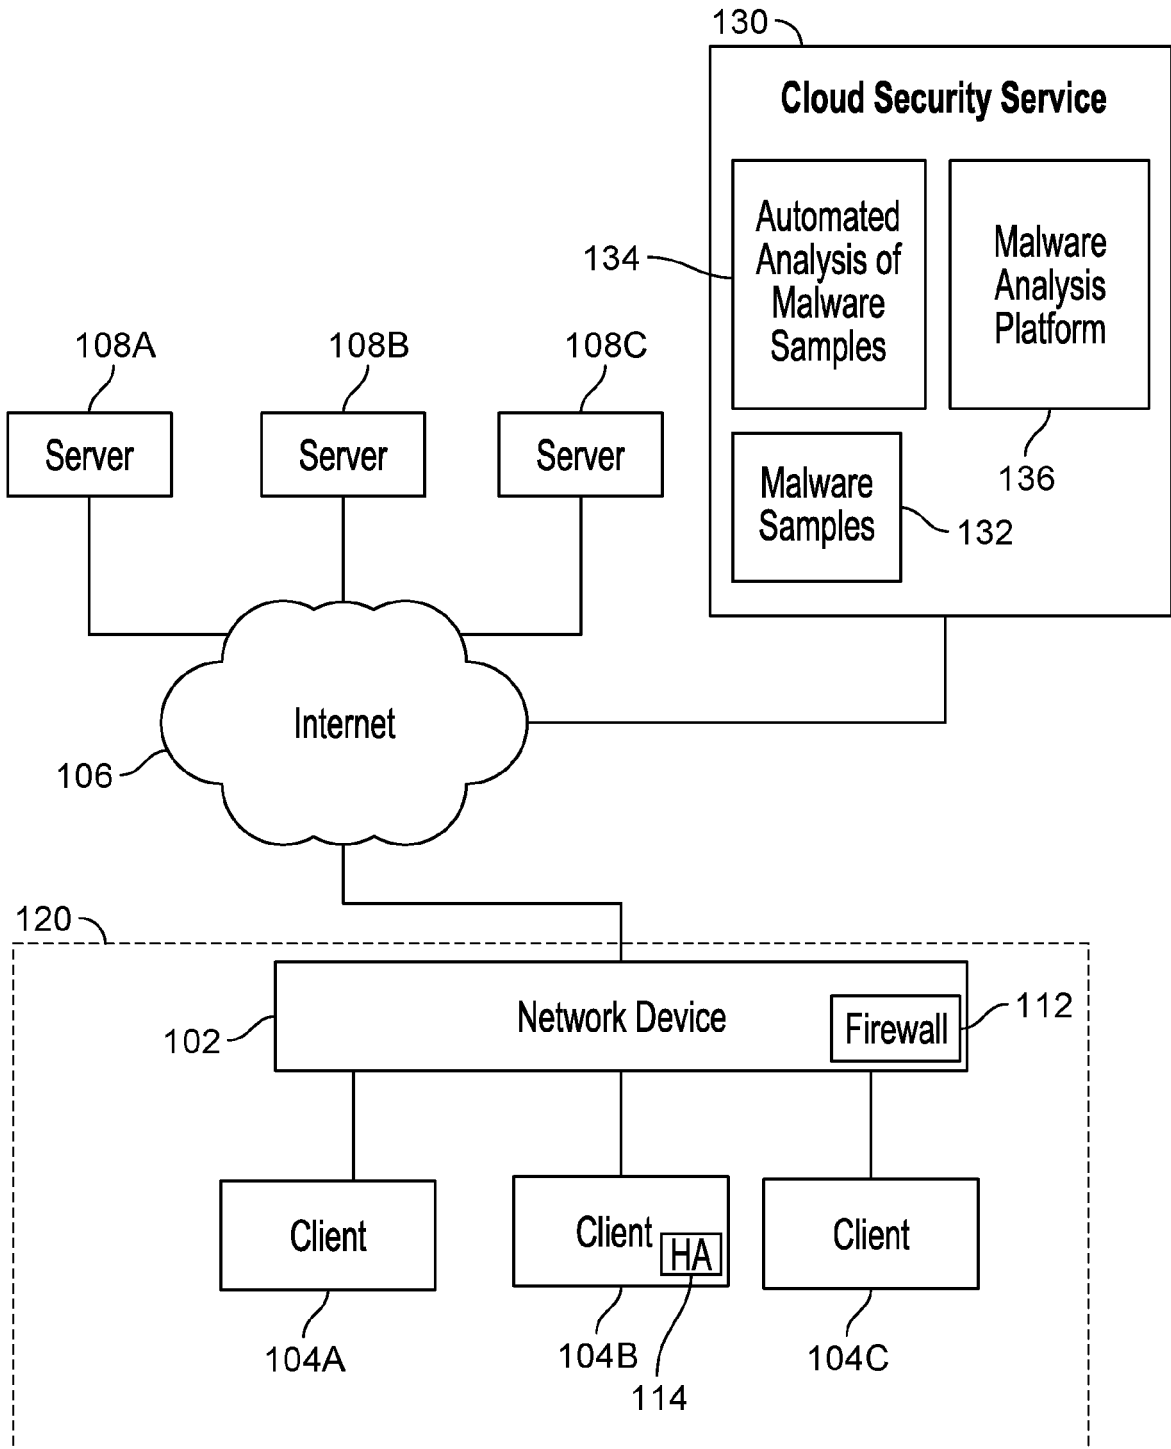 130
Cloud Security Service
Automated
Analysis of
Malware
Samples
134
Malware
Analysis
Platform
136
Malware
Samples
132
108A
108B
108C
Server
Server
Server
Internet
106
120
Network Device
102
Firewall
112
Client
Client
HA
Client
104A
104B
114
104C